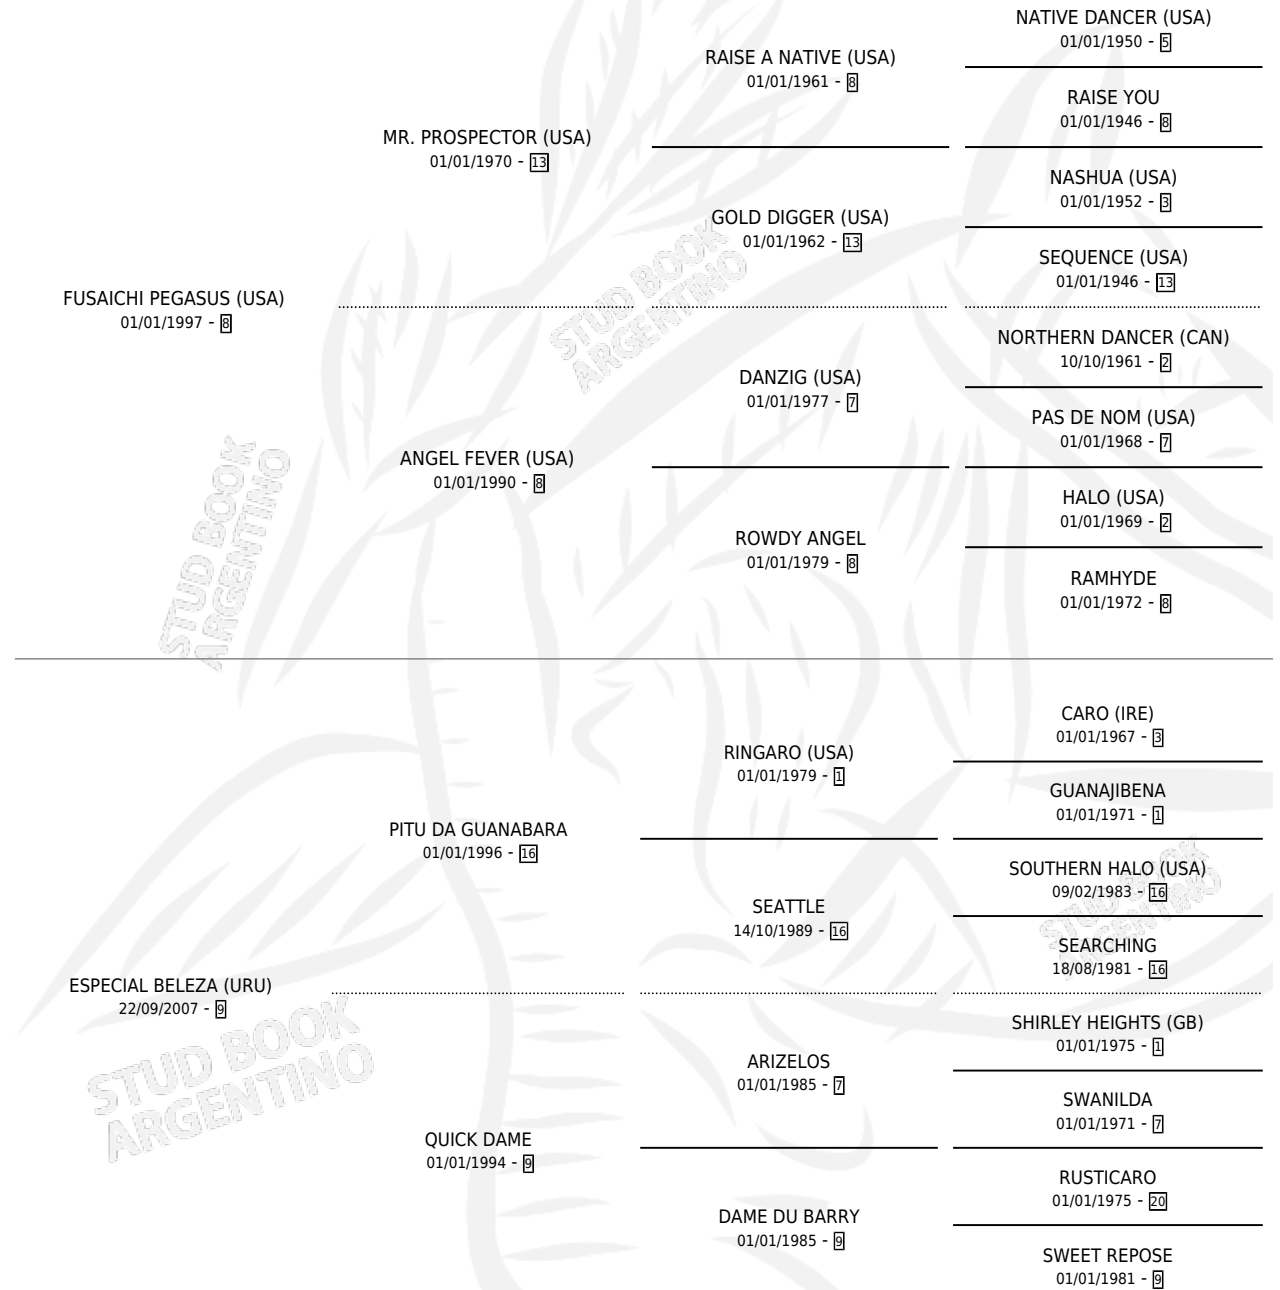 NATIVE DANCER (USA)
01/01/1950 - 5
RAISE A NATIVE (USA)
01/01/1961 - 8
RAISE YOU
01/01/1946 - 8
MR. PROSPECTOR (USA)
01/01/1970 - 13
NASHUA (USA)
01/01/1952 - 3
GOLD DIGGER (USA)
01/01/1962 - 13
SEQUENCE (USA)
01/01/1946 - 13
FUSAICHI PEGASUS (USA)
01/01/1997 - 8
NORTHERN DANCER (CAN)
10/10/1961 - 2
DANZIG (USA)
01/01/1977 - 7
PAS DE NOM (USA)
01/01/1968 - 7
ANGEL FEVER (USA)
01/01/1990 - 8
HALO (USA)
01/01/1969 - 2
ROWDY ANGEL
01/01/1979 - 8
RAMHYDE
01/01/1972 - 8
CARO (IRE)
01/01/1967 - 3
RINGARO (USA)
01/01/1979 - 1
GUANAJIBENA
01/01/1971 - 1
PITU DA GUANABARA
01/01/1996 - 16
SOUTHERN HALO (USA)
09/02/1983 - 16
SEATTLE
14/10/1989 - 16
SEARCHING
18/08/1981 - 16
ESPECIAL BELEZA (URU)
22/09/2007 - 9
SHIRLEY HEIGHTS (GB)
01/01/1975 - 1
ARIZELOS
01/01/1985 - 7
SWANILDA
01/01/1971 - 7
QUICK DAME
01/01/1994 - 9
RUSTICARO
01/01/1975 - 20
DAME DU BARRY
01/01/1985 - 9
SWEET REPOSE
01/01/1981 - 9
STUD BOOK
ARGENTINO
STUD BOOK
ARGENTINO
STUD BOOK
ARGENTINO
STUD BOOK
ARGENTINO